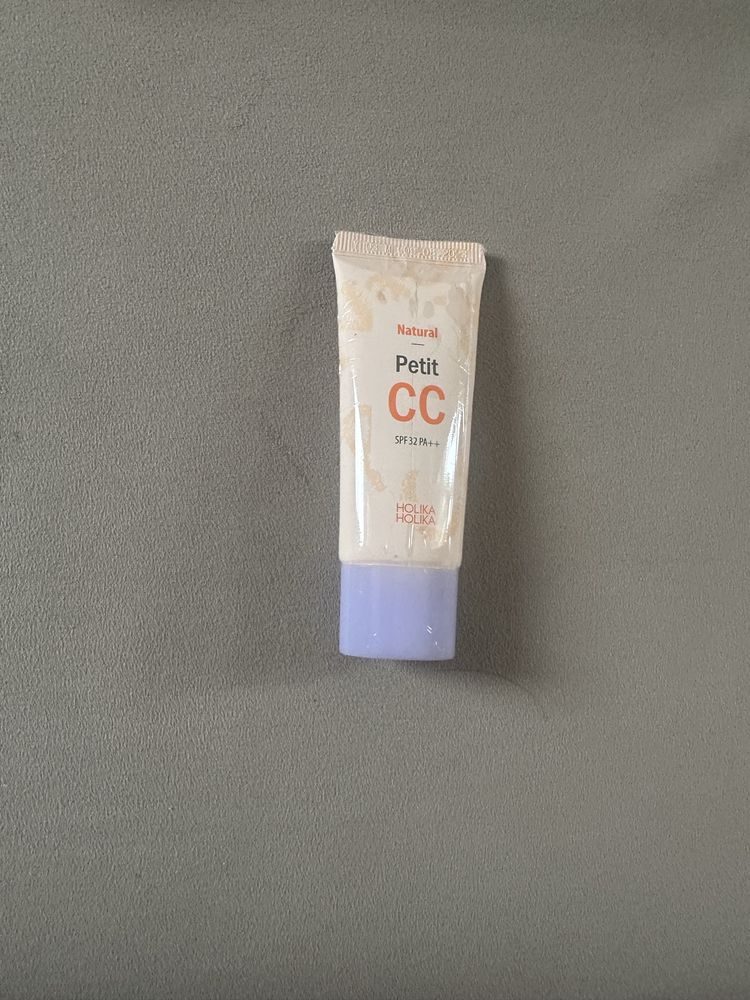 Natural
Petit
CC
SPF32 PA++
HOLIKA
HOLIKA